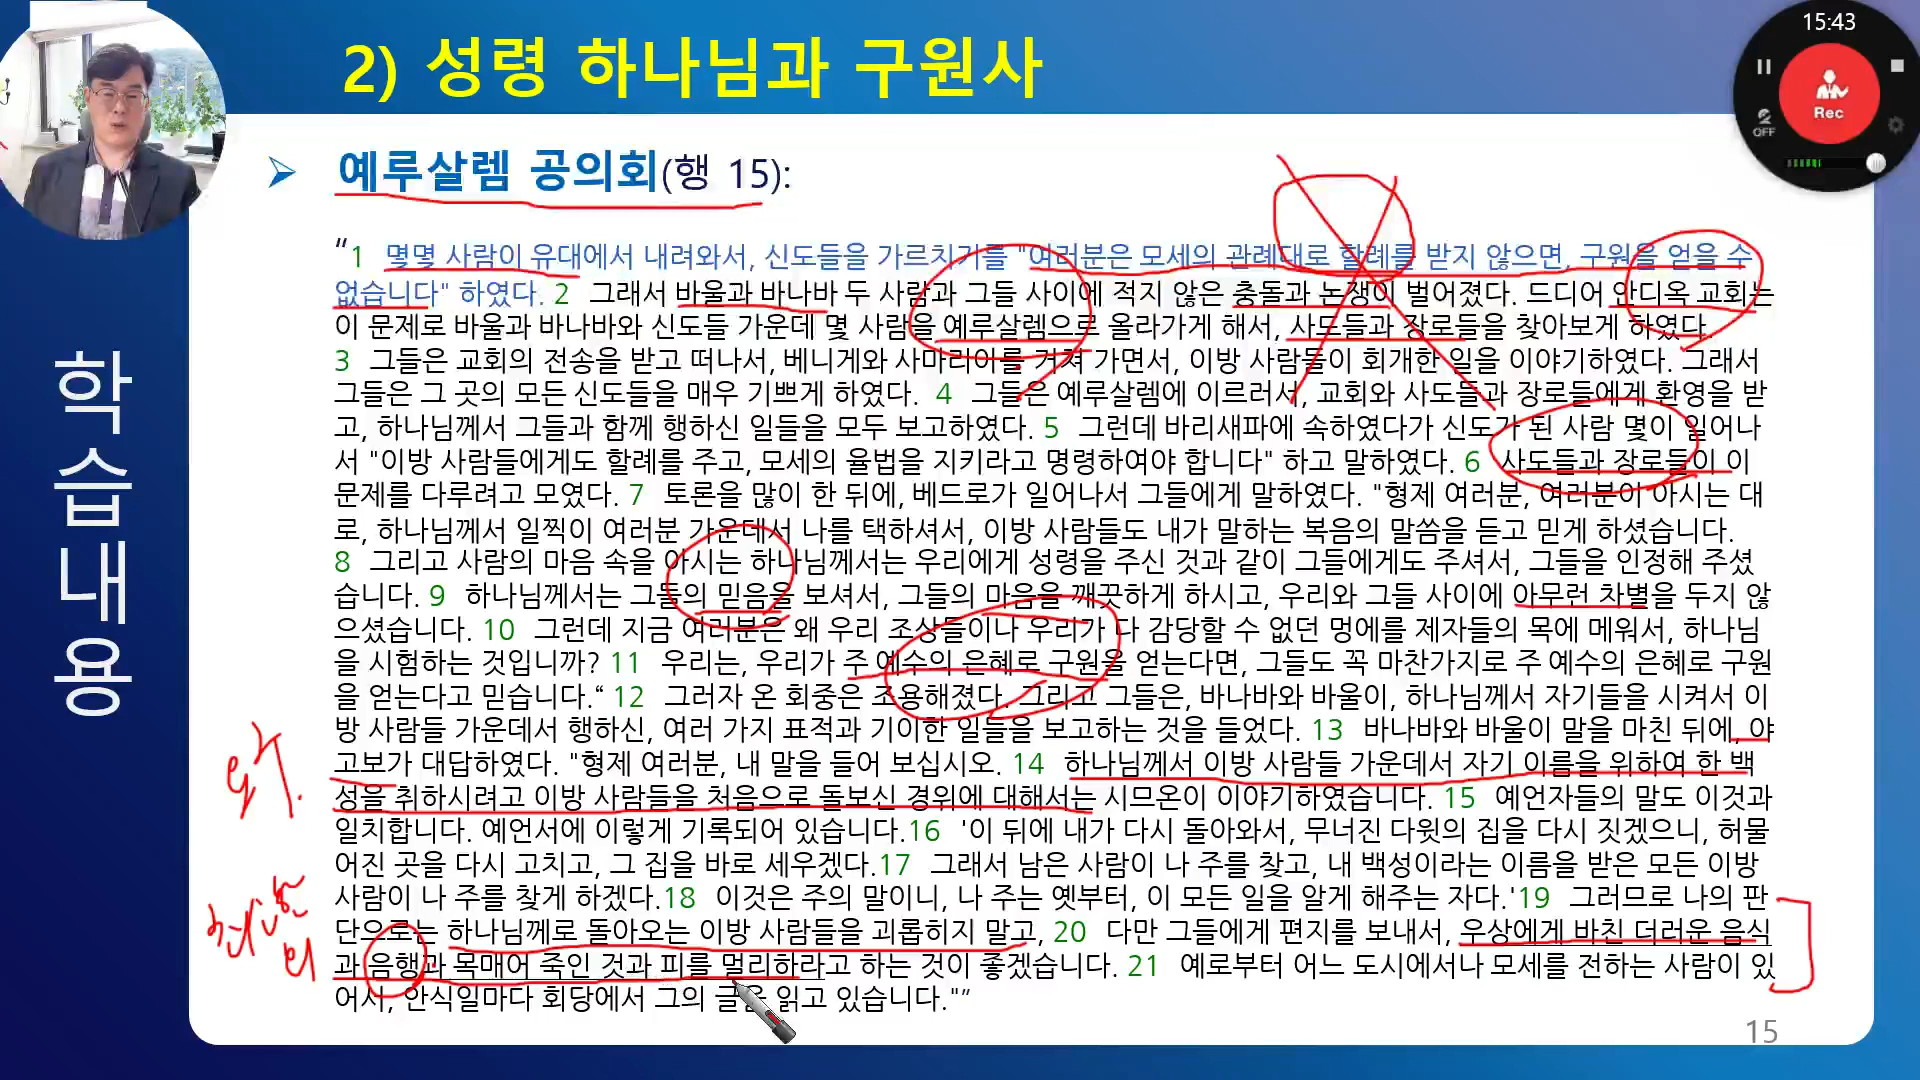 2) 성령 하나님과 구원사
15:43
Rec
OFF
학습내용
➢ 예루살렘 공의회(행 15):
“1 몇몇 사람이 유대에서 내려와서, 신도들을 가르치기를 "여러분은 모세의 관례대로 할례를 받지 않으면, 구원을 얻을 수
없습니다" 하였다. 2 그래서 바울과 바나바 두 사람과 그들 사이에 적지 않은 충돌과 논쟁이 벌어졌다. 드디어 안디옥 교회는
이 문제로 바울과 바나바와 신도들 가운데 몇 사람을 예루살렘으로 올라가게 해서, 사도들과 장로들을 찾아보게 하였다.
3 그들은 교회의 전송을 받고 떠나서, 베니게와 사마리아를 거쳐 가면서, 이방 사람들이 회개한 일을 이야기하였다. 그래서
그들은 그 곳의 모든 신도들을 매우 기쁘게 하였다. 4 그들은 예루살렘에 이르러서, 교회와 사도들과 장로들에게 환영을 받
고, 하나님께서 그들과 함께 행하신 일들을 모두 보고하였다. 5 그런데 바리새파에 속하였다가 신도가 된 사람 몇이 일어나
서 "이방 사람들에게도 할례를 주고, 모세의 율법을 지키라고 명령하여야 합니다" 하고 말하였다. 6 사도들과 장로들이 이
문제를 다루려고 모였다. 7 토론을 많이 한 뒤에, 베드로가 일어나서 그들에게 말하였다. "형제 여러분, 여러분이 아시는 대
로, 하나님께서 일찍이 여러분 가운데서 나를 택하셔서, 이방 사람들도 내가 말하는 복음의 말씀을 듣고 믿게 하셨습니다.
8 그리고 사람의 마음 속을 아시는 하나님께서는 우리에게 성령을 주신 것과 같이 그들에게도 주셔서, 그들을 인정해 주셨
습니다. 9 하나님께서는 그들의 믿음을 보셔서, 그들의 마음을 깨끗하게 하시고, 우리와 그들 사이에 아무런 차별을 두지 않
으셨습니다. 10 그런데 지금 여러분은 왜 우리 조상들이나 우리가 다 감당할 수 없던 멍에를 제자들의 목에 메워서, 하나님
을 시험하는 것입니까? 11 우리는, 우리가 주 예수의 은혜로 구원을 얻는다면, 그들도 꼭 마찬가지로 주 예수의 은혜로 구원
을 얻는다고 믿습니다.“ 12 그러자 온 회중은 조용해졌다. 그리고 그들은, 바나바와 바울이, 하나님께서 자기들을 시켜서 이
방 사람들 가운데서 행하신, 여러 가지 표적과 기이한 일들을 보고하는 것을 들었다. 13 바나바와 바울이 말을 마친 뒤에, 야
고보가 대답하였다. "형제 여러분, 내 말을 들어 보십시오. 14 하나님께서 이방 사람들 가운데서 자기 이름을 위하여 한 백
성을 취하시려고 이방 사람들을 처음으로 돌보신 경위에 대해서는 시므온이 이야기하였습니다. 15 예언자들의 말도 이것과
일치합니다. 예언서에 이렇게 기록되어 있습니다.16 '이 뒤에 내가 다시 돌아와서, 무너진 다윗의 집을 다시 짓겠으니, 허물
어진 곳을 다시 고치고, 그 집을 바로 세우겠다.17 그래서 남은 사람이 나 주를 찾고, 내 백성이라는 이름을 받은 모든 이방
사람이 나 주를 찾게 하겠다.18 이것은 주의 말이니, 나 주는 옛부터, 이 모든 일을 알게 해주는 자다.'19 그러므로 나의 판
단으로는 하나님께로 돌아오는 이방 사람들을 괴롭히지 말고, 20 다만 그들에게 편지를 보내서, 우상에게 바친 더러운 음식
과 음행과 목매어 죽인 것과 피를 멀리하라고 하는 것이 좋겠습니다. 21 예로부터 어느 도시에서나 모세를 전하는 사람이 있
어서, 안식일마다 회당에서 그의 글을 읽고 있습니다."”
15